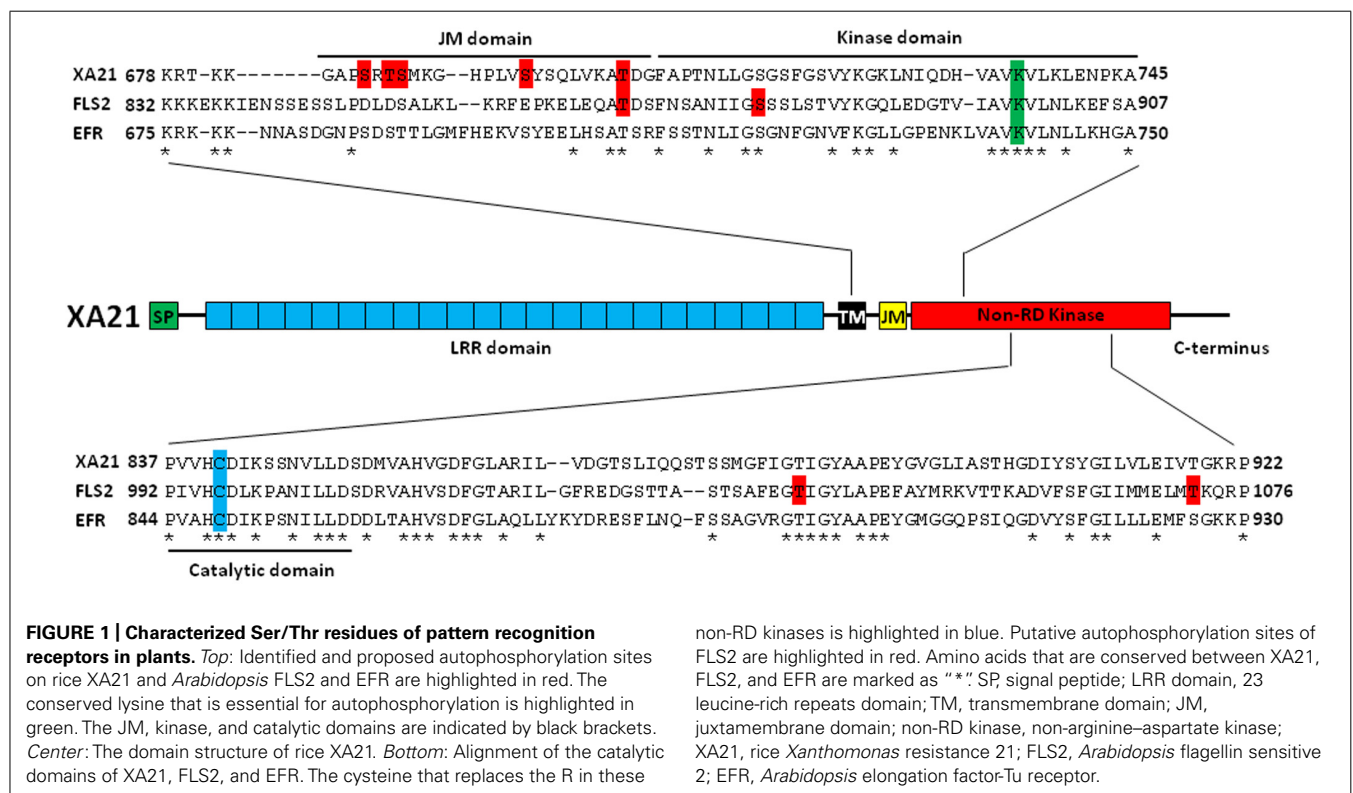 JM domain Kinase domain
XA21 678 KRT-KK-------GAPSRTSMKG--HPLVSYSQLVKATDGFAPTNLLGSGSFGSVYKGKLNIQDH-VAVKVLKLENPKA 745
FLS2 832 KKKEKKIENSSESSLPDLDSALKL--KRFEPKELEQATDSFNSANIIGSSSLSTVYKGQLEDGTV-IAVKVLNLKEFSA 907
EFR 675 KRK-KK--NNASDGNPSDSTTLGMFHEKVSYEELHSATSRFSSTNLIGSGNFGNVFKGLLGPENKLVAVKVLNLLKHGA 750
* ** * * ** * * ** * ** * ***** * *
XA21 SP TM JM Non-RD Kinase
LRR domain C-terminus
XA21 837 PVVHCDIKSSNVLLDSDMVAHVGDFGLARIL--VDGTSLIQQSTSSMGFIGTIGYAAPEYGVGLIASTHGDIYSYGILVLEIVTGKRP 922
FLS2 992 PIVHCDLKPANILLDSDRVAHVSDFGTARIL-GFREDGSTTA--STSAFEGTIGYLAPEFAYMRKVTTKADVFSFGIIMMELMTKQRP 1076
EFR 844 PVAHCDIKPSNILLDDDLTAHVSDFGLAQLLYKYDRESFLNQ-FSSAGVRGTIGYAAPEYGMGGQPSIQGDVYSFGILLLEMFSGKKP 930
* *** * * *** * *** *** * * * ***** *** * * ** * *
Catalytic domain
FIGURE 1 | Characterized Ser/Thr residues of pattern recognition
receptors in plants. Top: Identified and proposed autophosphorylation sites
on rice XA21 and Arabidopsis FLS2 and EFR are highlighted in red. The
conserved lysine that is essential for autophosphorylation is highlighted in
green. The JM, kinase, and catalytic domains are indicated by black brackets.
Center: The domain structure of rice XA21. Bottom: Alignment of the catalytic
domains of XA21, FLS2, and EFR. The cysteine that replaces the R in these
non-RD kinases is highlighted in blue. Putative autophosphorylation sites of
FLS2 are highlighted in red. Amino acids that are conserved between XA21,
FLS2, and EFR are marked as “*”. SP, signal peptide; LRR domain, 23
leucine-rich repeats domain; TM, transmembrane domain; JM,
juxtamembrane domain; non-RD kinase, non-arginine–aspartate kinase;
XA21, rice Xanthomonas resistance 21; FLS2, Arabidopsis flagellin sensitive
2; EFR, Arabidopsis elongation factor-Tu receptor.